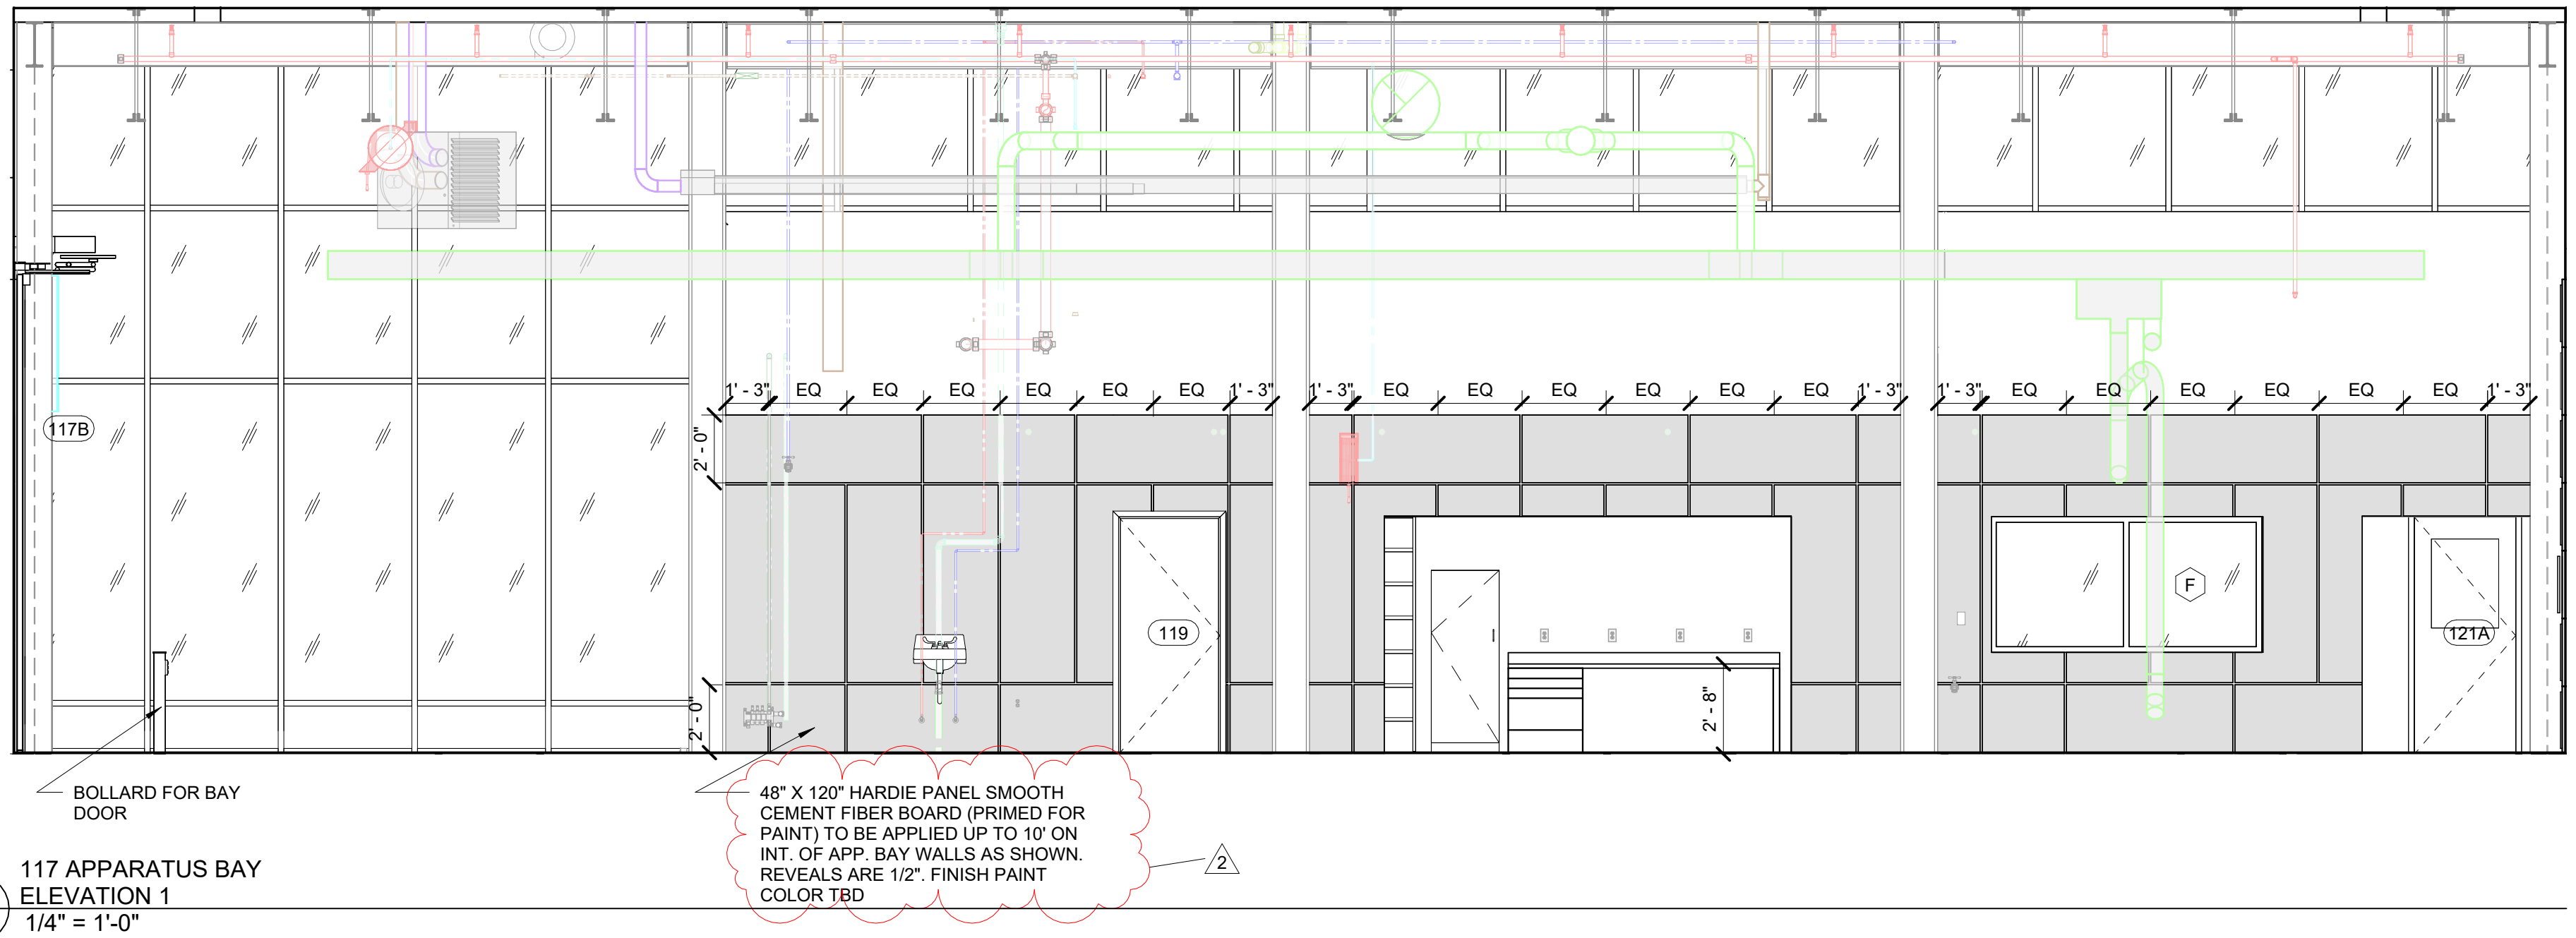 1' - 3" EQ EQ EQ EQ EQ EQ 1' - 3" 1' - 3" EQ EQ EQ EQ EQ EQ 1' - 3" 1' - 3" EQ EQ EQ EQ EQ EQ 1' - 3"
117B
2' - 0"
F
119
121A
2' - 0"
2' - 8"
BOLLARD FOR BAY
DOOR
48" X 120" HARDIE PANEL SMOOTH
CEMENT FIBER BOARD (PRIMED FOR
PAINT) TO BE APPLIED UP TO 10' ON
INT. OF APP. BAY WALLS AS SHOWN.
REVEALS ARE 1/2". FINISH PAINT
COLOR TBD
2
117 APPARATUS BAY
ELEVATION 1
1/4" = 1'-0"